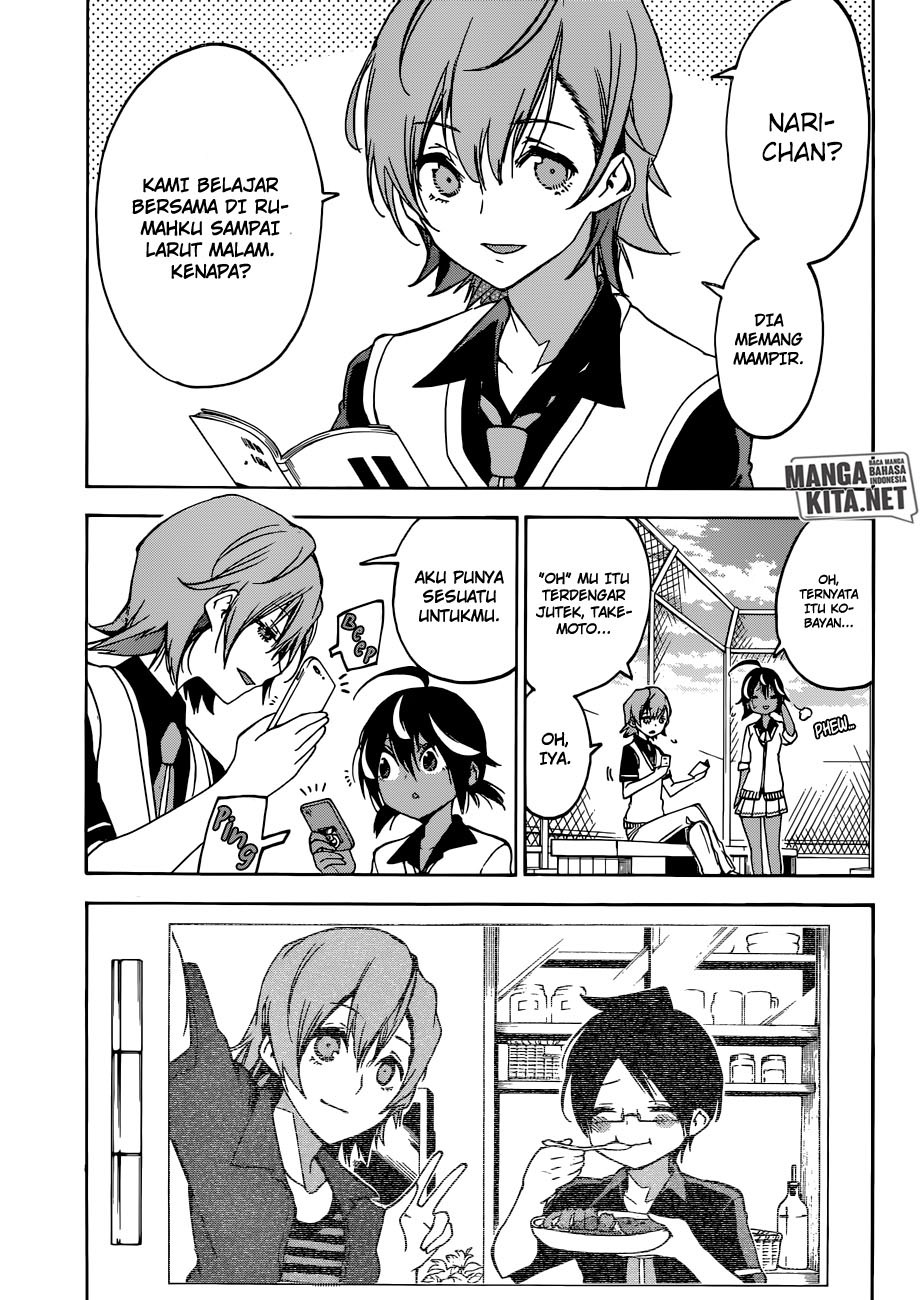 NARI-
CHAN?
DIA
MEMANG
MAMPIR.
KAMI BELAJAR
BERSAMA DI RU-
MAHKU SAMPAI
LARUT MALAM.
KENAPA?
MANGA
KITA.NET
BACA MANGA
BAHASA
INDONESIA
OH,
TERNYATA
ITU KO-
BAYAN...
PHEW...
"OH" MU ITU
TERDENGAR
JUTEK, TAKE-
MOTO...
OH,
IYA.
AKU PUNYA
SESUATU
UNTUKMU.
BEEP
Ping